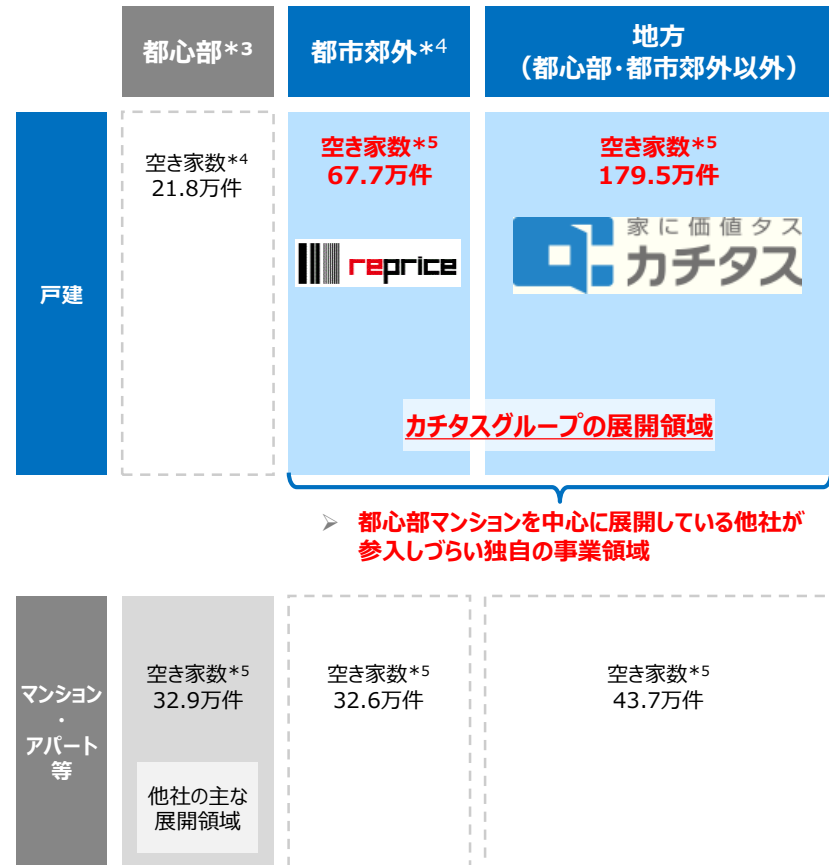 都心部*3
都市郊外*4
地方
（都心部・都市郊外以外）
戸建
空き家数*4
21.8万件
空き家数*5
67.7万件
reprice
空き家数*5
179.5万件
家に価値タス
カチタス
カチタスグループの展開領域
➢ 都心部マンションを中心に展開している他社が
参入しづらい独自の事業領域
マンション
・
アパート
等
空き家数*5
32.9万件
他社の主な
展開領域
空き家数*5
32.6万件
空き家数*5
43.7万件